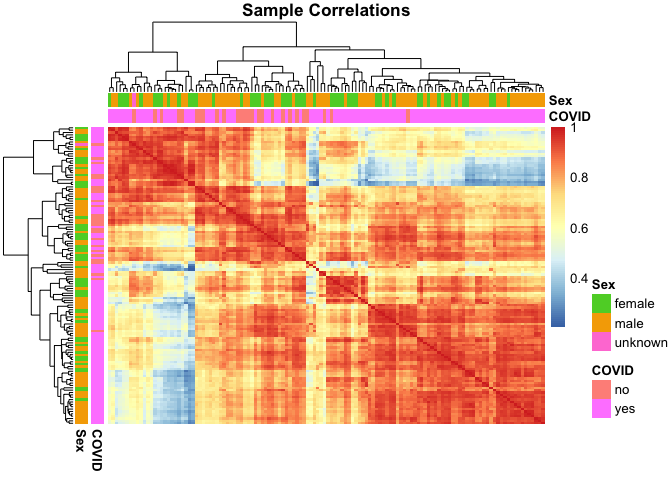 Sample Correlations
Sex
COVID
1
0.8
0.6
0.4
Sex
female
male
unknown
COVID
no
yes
Sex
COVID